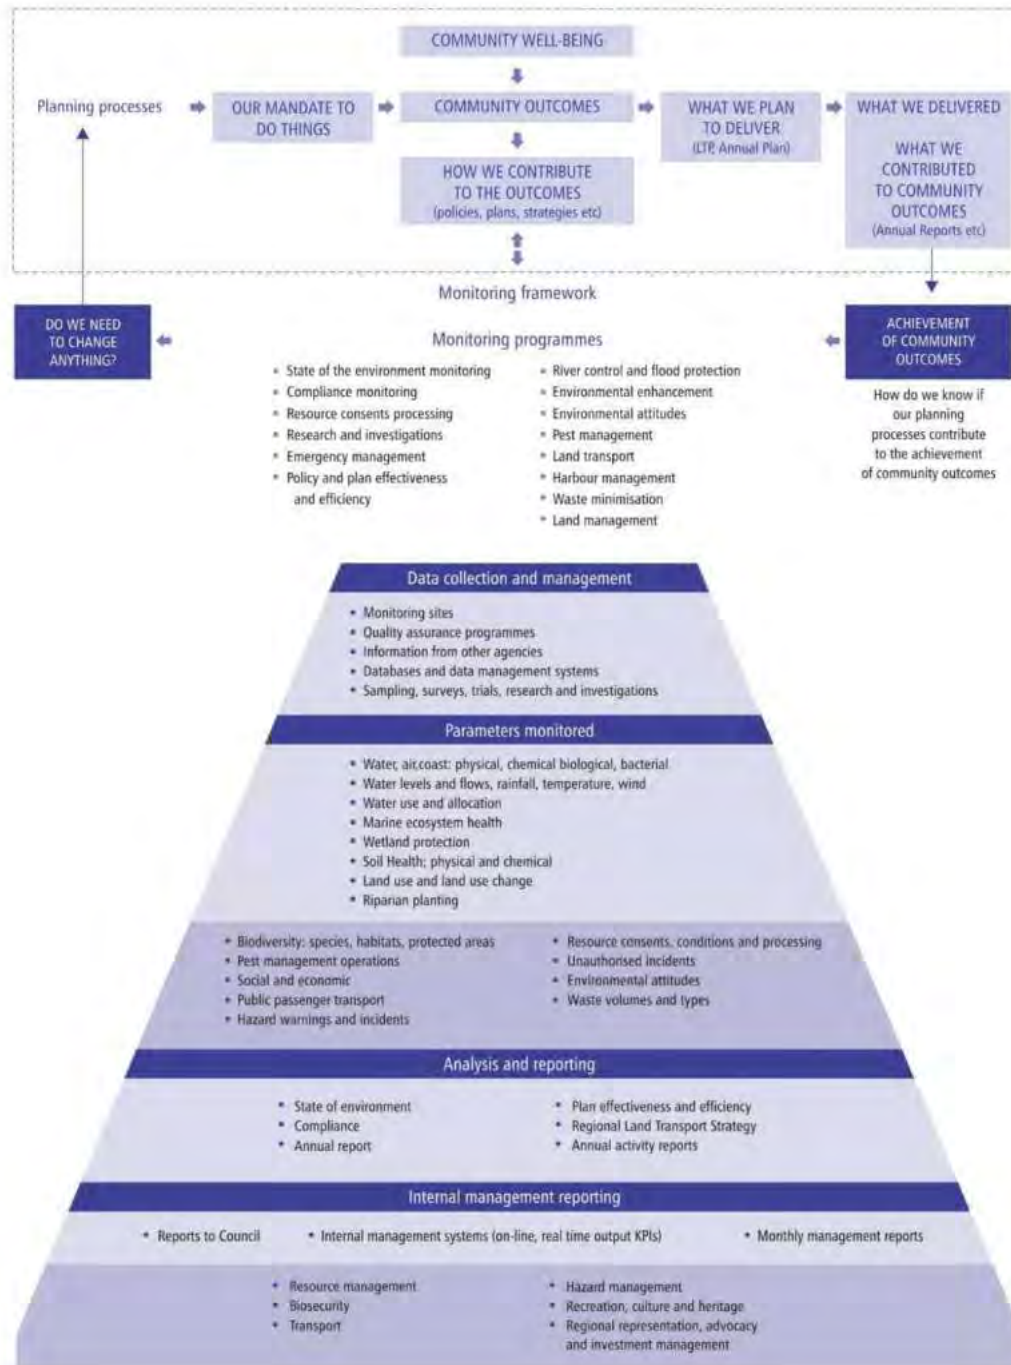 COMMUNITY WELL-BEING
Planning processes
OUR MANDATE TO
DO THINGS
COMMUNITY OUTCOMES
WHAT WE PLAN
TO DELIVER
(LTP, Annual Plan)
WHAT WE DELIVERED
WHAT WE
CONTRIBUTED
TO COMMUNITY
OUTCOMES
(Annual Reports etc)
HOW WE CONTRIBUTE
TO THE OUTCOMES
(policies, plans, strategies etc)
Monitoring framework
DO WE NEED
TO CHANGE
ANYTHING?
Monitoring programmes
• State of the environment monitoring
• Compliance monitoring
• Resource consents processing
• Research and investigations
• Emergency management
• Policy and plan effectiveness
and efficiency
• River control and flood protection
• Environmental enhancement
• Environmental attitudes
• Pest management
• Land transport
• Harbour management
• Waste minimisation
• Land management
ACHIEVEMENT
OF COMMUNITY
OUTCOMES
How do we know if
our planning
processes contribute
to the achievement
of community outcomes
Data collection and management
• Monitoring sites
• Quality assurance programmes
• Information from other agencies
• Databases and data management systems
• Sampling, surveys, trials, research and investigations
Parameters monitored
• Water, air,coast: physical, chemical biological, bacterial
• Water levels and flows, rainfall, temperature, wind
• Water use and allocation
• Marine ecosystem health
• Wetland protection
• Soil Health; physical and chemical
• Land use and land use change
• Riparian planting
• Biodiversity: species, habitats, protected areas
• Pest management operations
• Social and economic
• Public passenger transport
• Hazard warnings and incidents
• Resource consents, conditions and processing
• Unauthorised incidents
• Environmental attitudes
• Waste volumes and types
Analysis and reporting
• State of environment
• Compliance
• Annual report
• Plan effectiveness and efficiency
• Regional Land Transport Strategy
• Annual activity reports
Internal management reporting
• Reports to Council
• Internal management systems (on-line, real time output KPIs)
• Monthly management reports
• Resource management
• Biosecurity
• Transport
• Hazard management
• Recreation, culture and heritage
• Regional representation, advocacy
and investment management